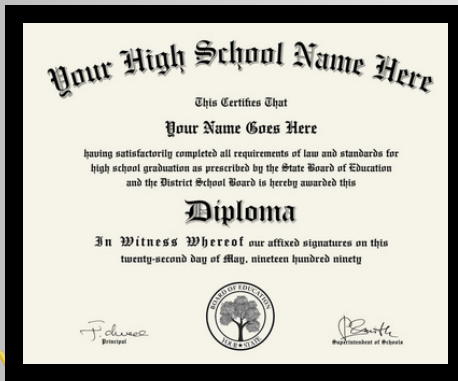 Your High School Name Here
This Certifies That
Your Name Goes Here
having satisfactorily completed all requirements of law and standards for
high school graduation as prescribed by the State Board of Education
and the District School Board is hereby awarded this
Diploma
In Witness Whereof our affixed signatures on this
twenty-second day of May, nineteen hundred ninety
BOARD OF EDUCATION
YOUR STATE
Principal
Superintendent of Schools